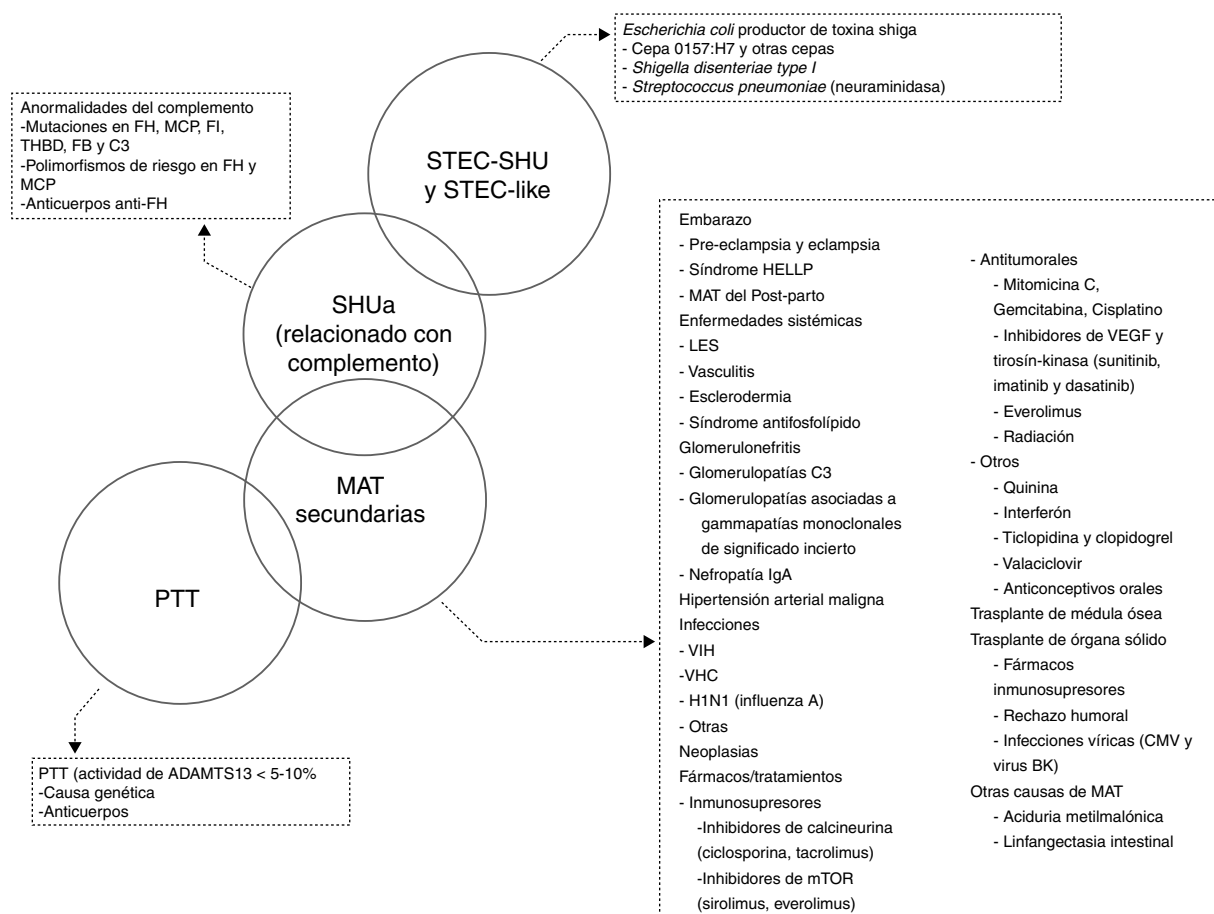 Escherichia coli productor de toxina shiga
- Cepa 0157:H7 y otras cepas
- Shigella disenteriae type I
- Streptococcus pneumoniae (neuraminidasa)
Anormalidades del complemento
-Mutaciones en FH, MCP, FI,
THBD, FB y C3
-Polimorfismos de riesgo en FH y
MCP
-Anticuerpos anti-FH
STEC-SHU
y STEC-like
SHUa
(relacionado con
complemento)
MAT
secundarias
PTT
PTT (actividad de ADAMTS13 < 5-10%
-Causa genética
-Anticuerpos
Embarazo
- Pre-eclampsia y eclampsia
- Síndrome HELLP
- MAT del Post-parto
Enfermedades sistémicas
- LES
- Vasculitis
- Esclerodermia
- Síndrome antifosfolípido
Glomerulonefritis
- Glomerulopatías C3
- Glomerulopatías asociadas a
gammapatías monoclonales
de significado incierto
- Nefropatía IgA
Hipertensión arterial maligna
Infecciones
- VIH
-VHC
- H1N1 (influenza A)
- Otras
Neoplasias
Fármacos/tratamientos
- Inmunosupresores
-Inhibidores de calcineurina
(ciclosporina, tacrolimus)
-Inhibidores de mTOR
(sirolimus, everolimus)
- Antitumorales
- Mitomicina C,
Gemcitabina, Cisplatino
- Inhibidores de VEGF y
tirosín-kinasa (sunitinib,
imatinib y dasatinib)
- Everolimus
- Radiación
- Otros
- Quinina
- Interferón
- Ticlopidina y clopidogrel
- Valaciclovir
- Anticonceptivos orales
Trasplante de médula ósea
Trasplante de órgana sólido
- Fármacos
inmunosupresores
- Rechazo humoral
- Infecciones víricas (CMV y
virus BK)
Otras causas de MAT
- Aciduria metilmalónica
- Linfangectasia intestinal